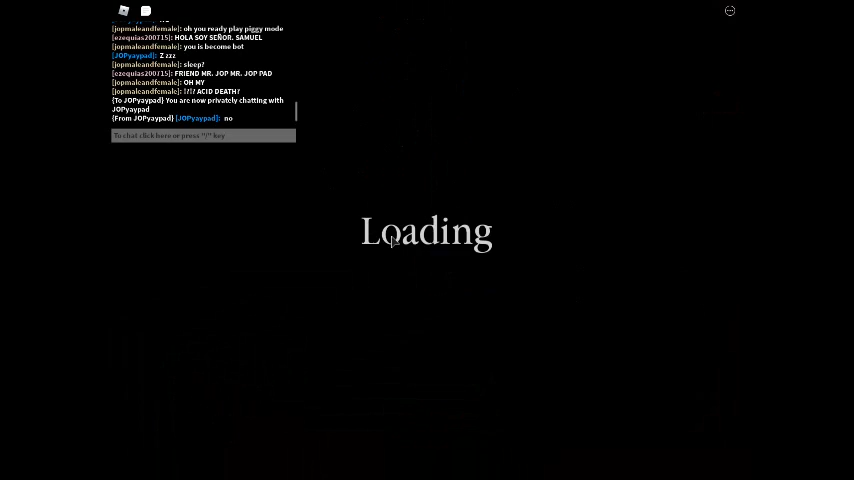 [jopmaleandfemale]: oh you ready play piggy mode
[ezequias200715]: HOLA SOY SEÑOR. SAMUEL
[jopmaleandfemale]: you is become bot
[JOPyaypad]: Z zzz
[jopmaleandfemale]: sleep?
[ezequias200715]: FRIEND MR. JOP MR. JOP PAD
[jopmaleandfemale]: OH MY
[jopmaleandfemale]: !?!? ACID DEATH?
{To JOPyaypad} You are now privately chatting with
JOPyaypad
{From JOPyaypad} [JOPyaypad]: no
To chat click here or press "/" key
Loading